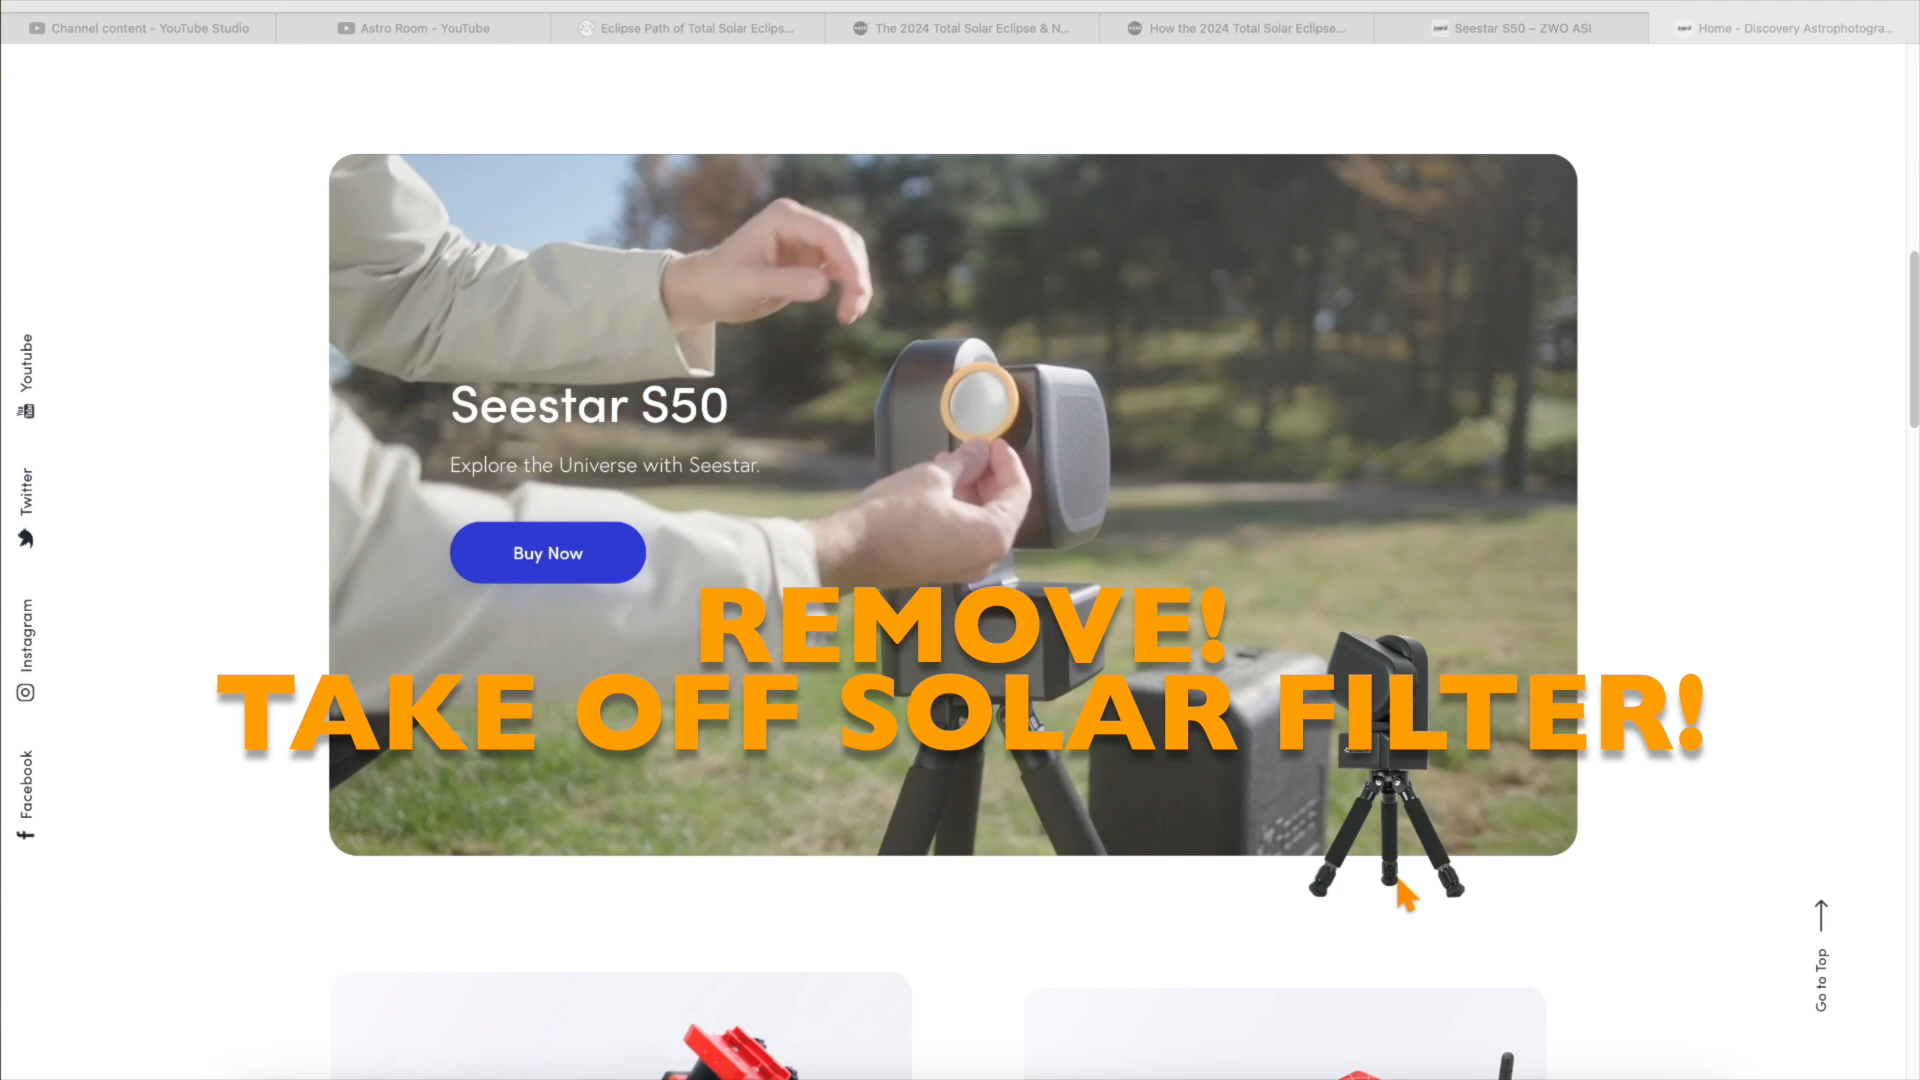 Channel content - YouTube Studio
Astro Room - YouTube
Eclipse Path of Total Solar Eclips...
The 2024 Total Solar Eclipse & N...
How the 2024 Total Solar Eclipse...
Seestar S50 – ZWO ASI
Home - Discovery Astrophotogra...
Youtube
Twitter
Instagram
Facebook
Seestar S50
Explore the Universe with Seestar.
Buy Now
REMOVE!
TAKE OFF SOLAR FILTER!
Go to Top